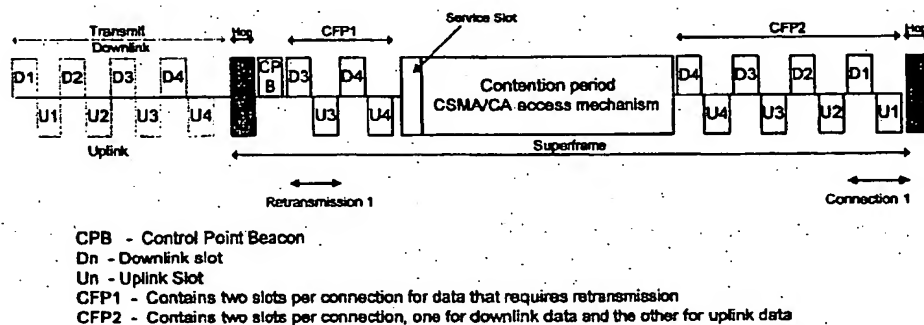 Transmit
Downlink
Hop
CFP1
Service Slot
CFP2
Hop
D1 D2 D3 D4
CP
B
D3 D4
Contention period
CSMA/CA access mechanism
D4 D3 D2 D1
U1 U2 U3 U4
U3 U4
U4 U3 U2 U1
Uplink
Superframe
Retransmission 1
Connection 1
CPB - Control Point Beacon
Dn - Downlink slot
Un - Uplink Slot
CFP1 - Contains two slots per connection for data that requires retransmission
CFP2 - Contains two slots per connection, one for downlink data and the other for uplink data